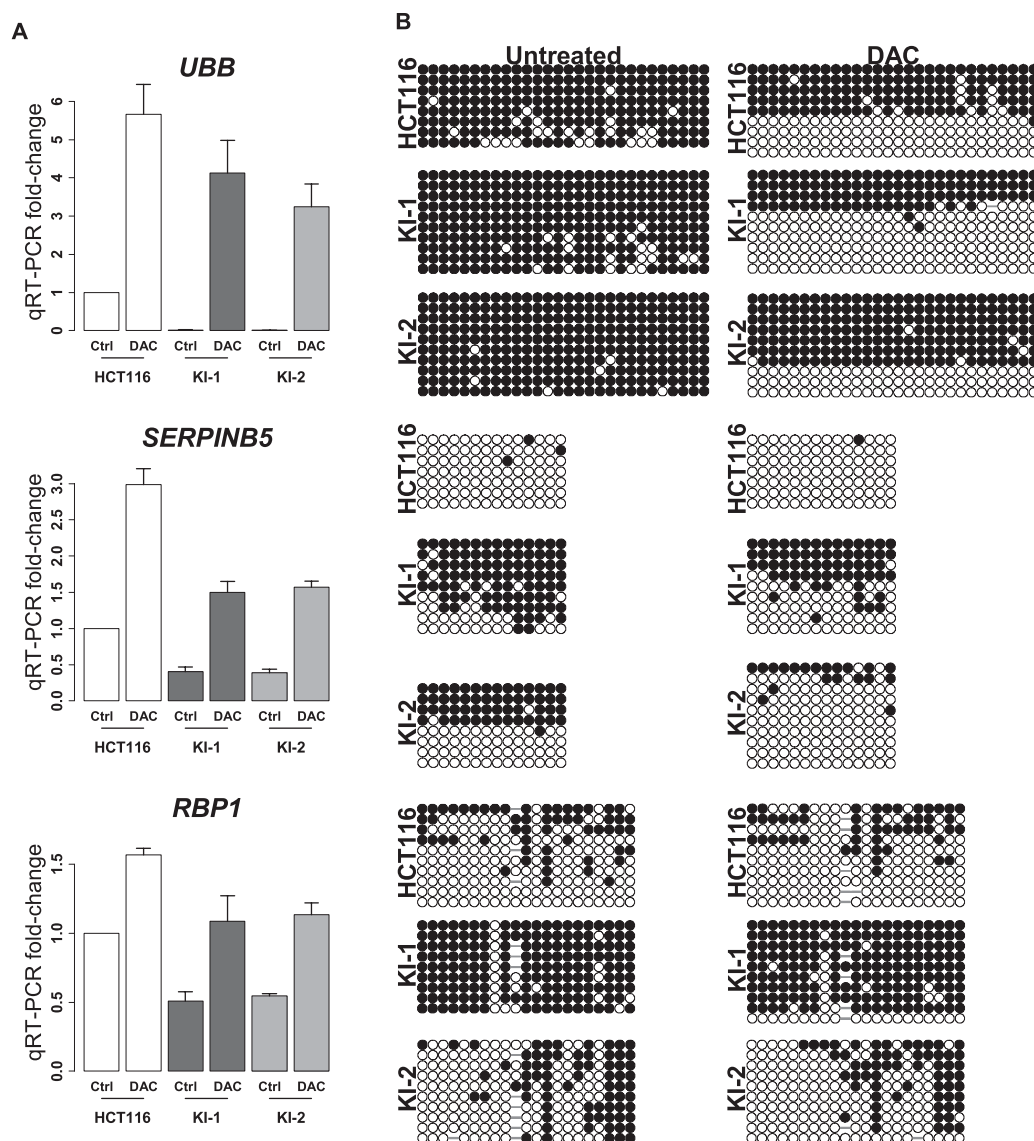 A
UBB
qRT-PCR fold-change
6
5
4
3
2
1
0
Ctrl DAC Ctrl DAC Ctrl DAC
HCT116 KI-1 KI-2
SERPINB5
qRT-PCR fold-change
3.0
2.5
2.0
1.5
1.0
0.5
0.0
Ctrl DAC Ctrl DAC Ctrl DAC
HCT116 KI-1 KI-2
RBP1
qRT-PCR fold-change
1.5
1.0
0.5
0.0
Ctrl DAC Ctrl DAC Ctrl DAC
HCT116 KI-1 KI-2
B
Untreated DAC
HCT116 HCT116
KI-1 KI-1
KI-2 KI-2
HCT116 HCT116
KI-1 KI-1
KI-2 KI-2
HCT116 HCT116
KI-1 KI-1
KI-2 KI-2